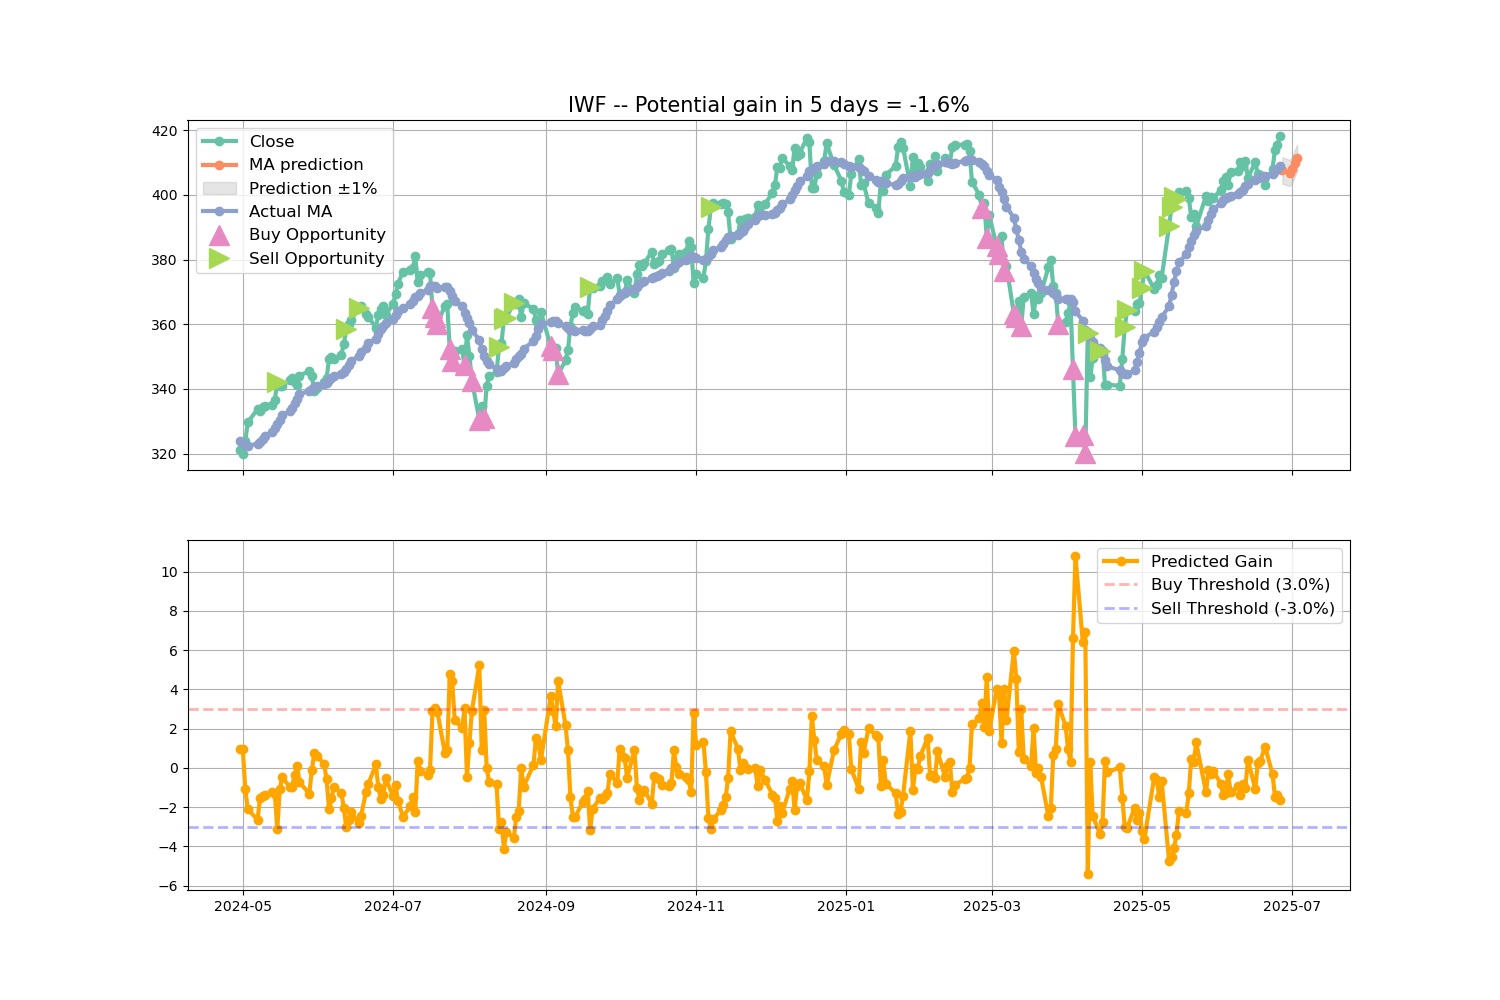 IWF -- Potential gain in 5 days = -1.6%
420
400
380
360
340
320
Close
MA prediction
Prediction ±1%
Actual MA
Buy Opportunity
Sell Opportunity
10
8
6
4
2
0
−2
−4
−6
Predicted Gain
Buy Threshold (3.0%)
Sell Threshold (-3.0%)
2024-05
2024-07
2024-09
2024-11
2025-01
2025-03
2025-05
2025-07